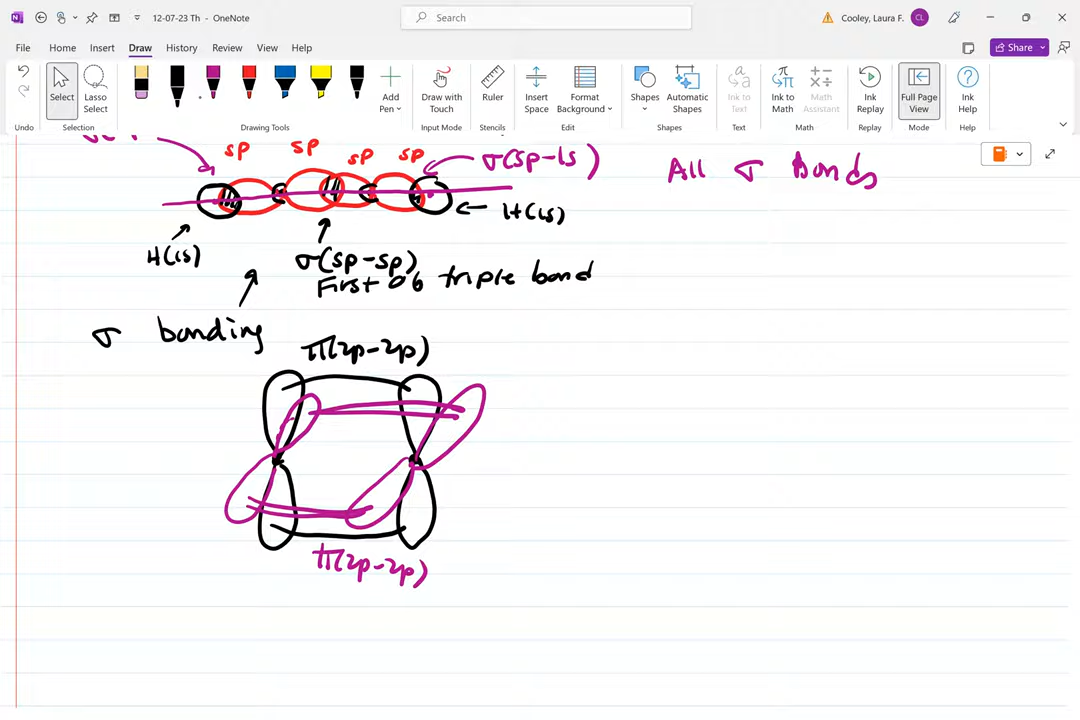 12-07-23 Th - OneNote
Search
Cooley, Laura F.
CL
File
Home
Insert
Draw
History
Review
View
Help
Share
Undo
Select
Lasso Select
Selection
Drawing Tools
Add Pen
Draw with Touch
Input Mode
Ruler
Stencils
Insert Space
Format Background
Edit
Shapes
Automatic Shapes
Shapes
Ink to Text
Text
Ink to Math
Math Assistant
Math
Ink Replay
Replay
Full Page View
Mode
Ink Help
Help
sp sp sp sp
σ(sp-1s)
All σ Bonds
H(1s)
H(1s)
σ(sp-sp)
First of triple bond
σ bonding
π(2p-2p)
π(2p-2p)